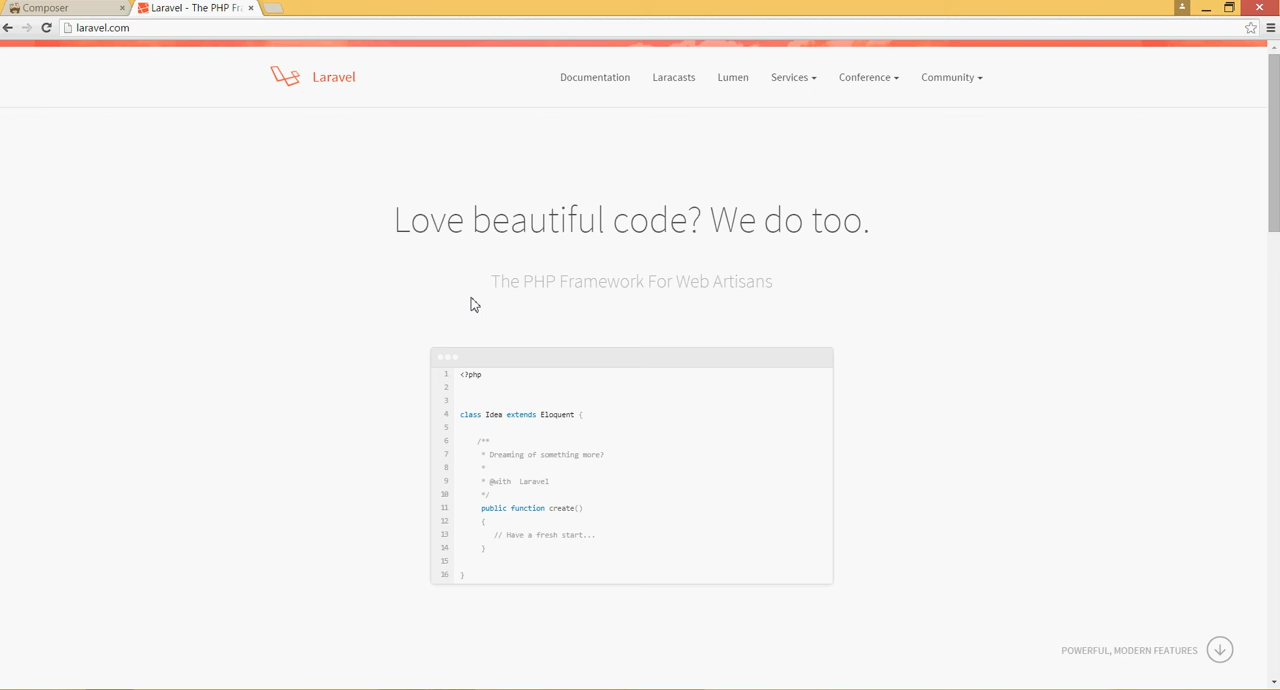 Composer
Laravel - The PHP Fr
laravel.com
Laravel
Documentation
Laracasts
Lumen
Services
Conference
Community
Love beautiful code? We do too.
The PHP Framework For Web Artisans
1 <?php
2
3
4 class Idea extends Eloquent {
5
6 /**
7 * Dreaming of something more?
8 *
9 * @with Laravel
10 */
11 public function create()
12 {
13 // Have a fresh start...
14 }
15
16 }
POWERFUL, MODERN FEATURES